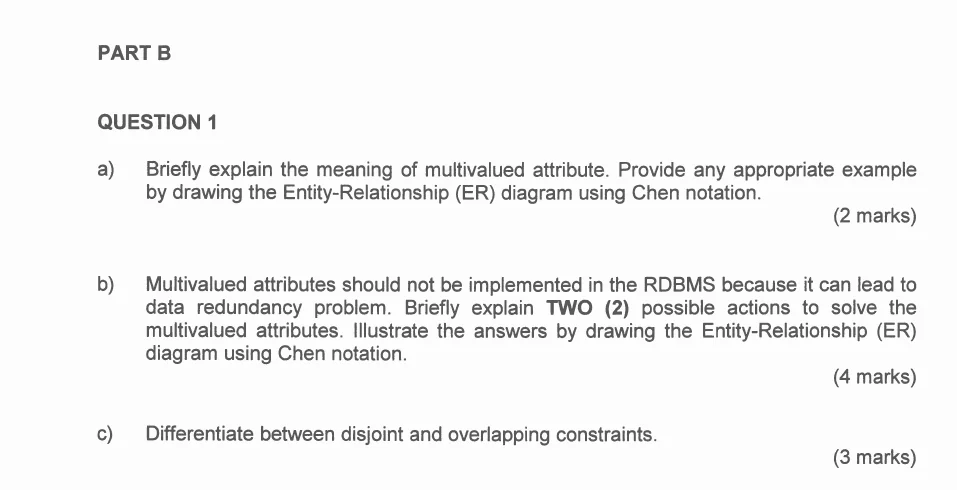 PART B
QUESTION 1
a) Briefly explain the meaning of multivalued attribute. Provide any appropriate example
by drawing the Entity-Relationship (ER) diagram using Chen notation.
(2 marks)
b) Multivalued attributes should not be implemented in the RDBMS because it can lead to
data redundancy problem. Briefly explain TWO (2) possible actions to solve the
multivalued attributes. Illustrate the answers by drawing the Entity-Relationship (ER)
diagram using Chen notation.
(4 marks)
c) Differentiate between disjoint and overlapping constraints.
(3 marks)